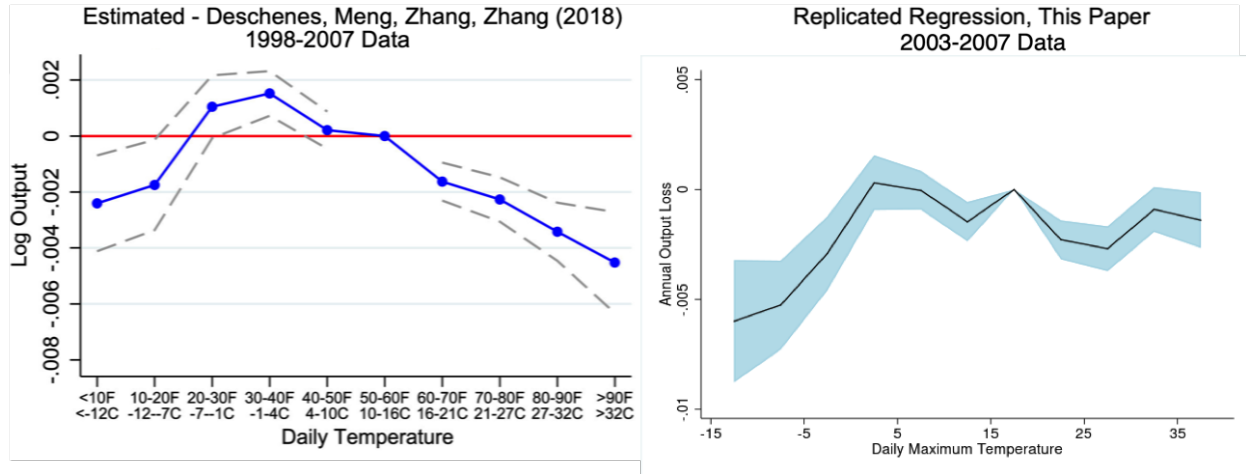 Estimated - Deschenes, Meng, Zhang, Zhang (2018)
1998-2007 Data
.002
0
-.002
-.004
-.006
-.008
Log Output
<10F 10-20F 20-30F 30-40F 40-50F 50-60F 60-70F 70-80F 80-90F >90F
<-12C -12--7C -7--1C -1-4C 4-10C 10-16C 16-21C 21-27C 27-32C >32C
Daily Temperature
Replicated Regression, This Paper
2003-2007 Data
.005
0
-.005
-.01
Annual Output Loss
-15 -5 5 15 25 35
Daily Maximum Temperature